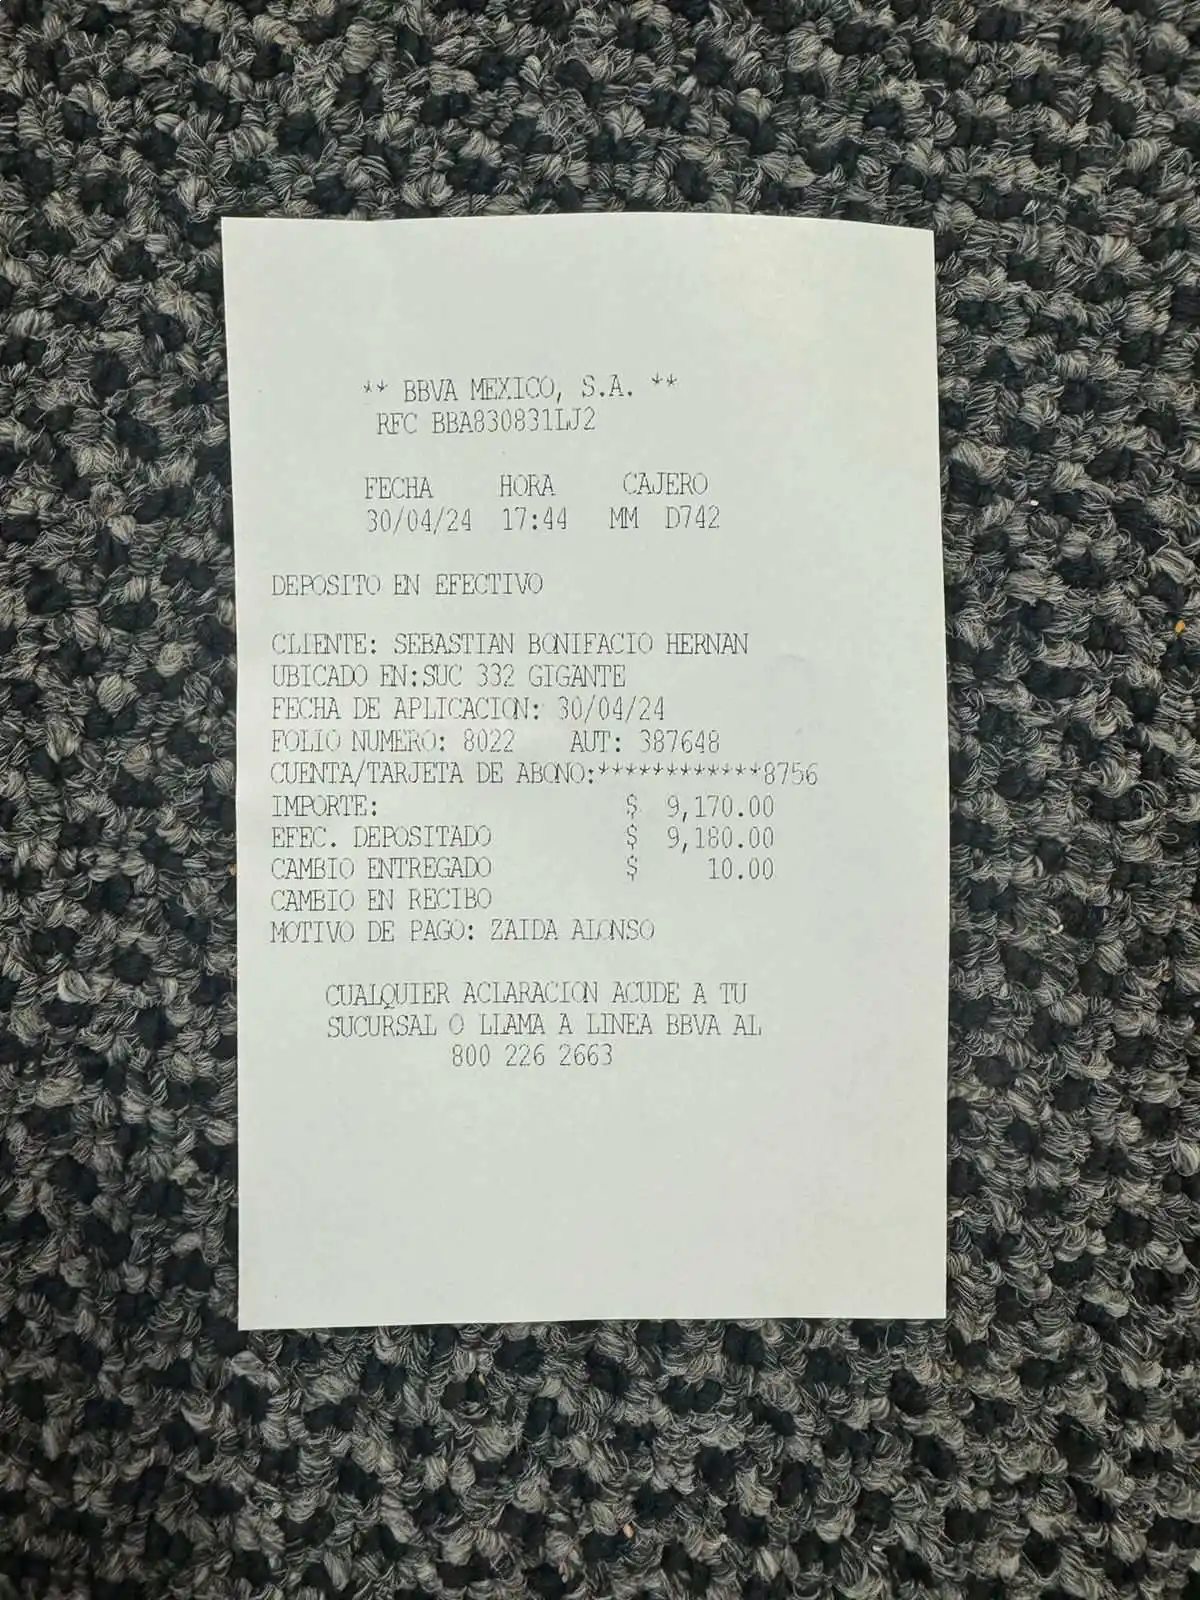 ** BBVA MEXICO, S.A. **
RFC BBA830831LJ2
FECHA HORA CAJERO
30/04/24 17:44 MM D742
DEPOSITO EN EFECTIVO
CLIENTE: SEBASTIAN BONIFACIO HERNAN
UBICADO EN:SUC 332 GIGANTE
FECHA DE APLICACION: 30/04/24
FOLIO NUMERO: 8022 AUT: 387648
CUENTA/TARJETA DE ABONO:************8756
IMPORTE: $ 9,170.00
EFEC. DEPOSITADO $ 9,180.00
CAMBIO ENTREGADO $ 10.00
CAMBIO EN RECIBO
MOTIVO DE PAGO: ZAIDA ALONSO
CUALQUIER ACLARACION ACUDE A TU
SUCURSAL O LLAMA A LINEA BBVA AL
800 226 2663